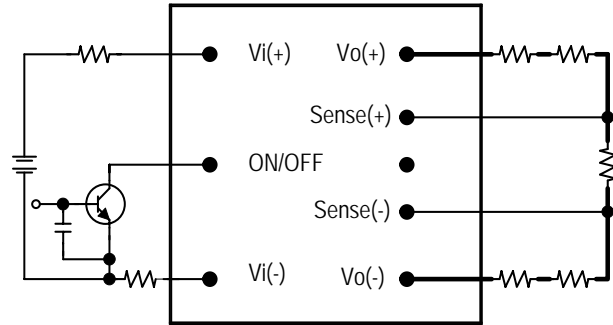 Vi(+) Vo(+)
Sense(+)
ON/OFF
Sense(-)
Vi(-) Vo(-)